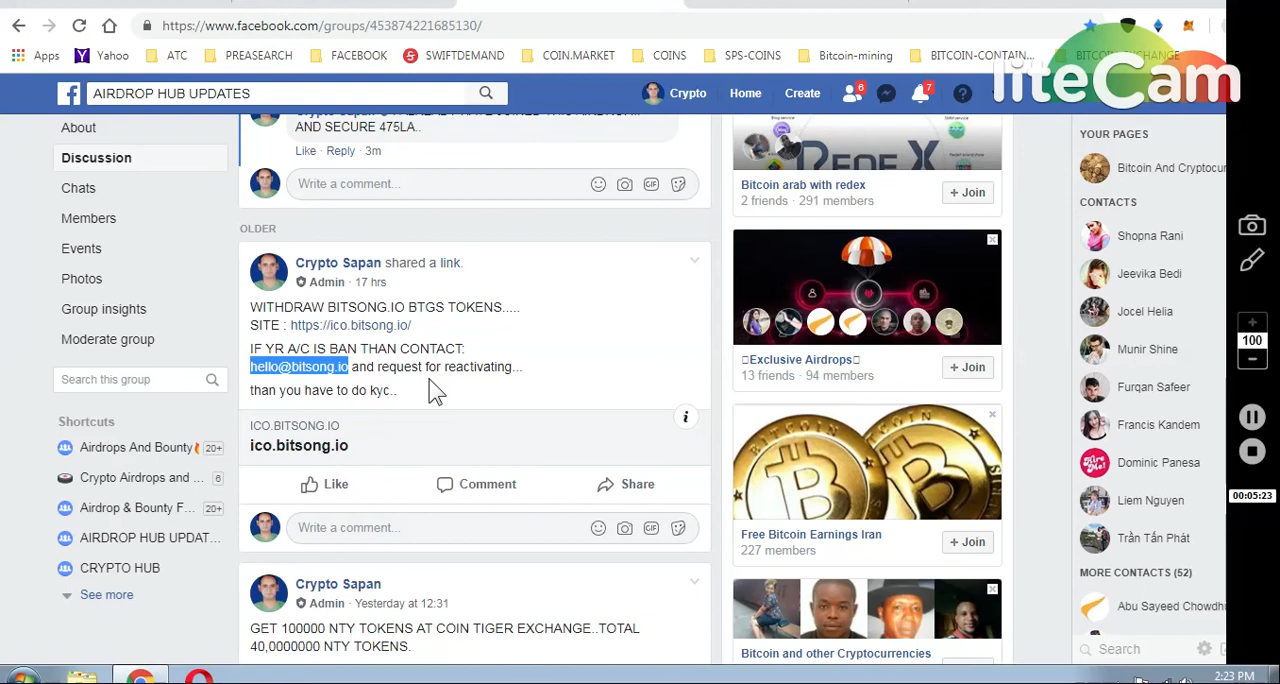 https://www.facebook.com/groups/453874221685130/
Apps Yahoo ATC PREASEARCH FACEBOOK SWIFTDEMAND COIN.MARKET COINS SPS-COINS Bitcoin-mining BITCOIN-CONTAIN... BITCOIN-EXCHANGE
liteCam
AIRDROP HUB UPDATES
Crypto Home Create 6 7
About
Discussion
Chats
Members
Events
Photos
Group insights
Moderate group
Search this group
Shortcuts
Airdrops And Bounty 20+
Crypto Airdrops and ... 6
Airdrop & Bounty F... 20+
AIRDROP HUB UPDAT...
CRYPTO HUB
See more
AND SECURE 475LA..
Like · Reply · 3m
Write a comment...
OLDER
Crypto Sapan shared a link.
Admin · 17 hrs
WITHDRAW BITSONG.IO BTGS TOKENS.....
SITE : https://ico.bitsong.io/
IF YR A/C IS BAN THAN CONTACT:
hello@bitsong.io and request for reactivating...
than you have to do kyc..
ICO.BITSONG.IO
ico.bitsong.io
Like Comment Share
Write a comment...
Crypto Sapan
Admin · Yesterday at 12:31
GET 100000 NTY TOKENS AT COIN TIGER EXCHANGE..TOTAL
40,0000000 NTY TOKENS.
REDEX
Bitcoin arab with redex
2 friends · 291 members
+ Join
Exclusive Airdrops
13 friends · 94 members
+ Join
Free Bitcoin Earnings Iran
227 members
+ Join
Bitcoin and other Cryptocurrencies
YOUR PAGES
Bitcoin And Cryptocur
CONTACTS
Shopna Rani
Jeevika Bedi
Jocel Helia
Munir Shine
Furqan Safeer
Francis Kandem
Dominic Panesa
Liem Nguyen
Trần Tấn Phát
MORE CONTACTS (52)
Abu Sayeed Chowdh
Search
100
00:05:23
2:23 PM